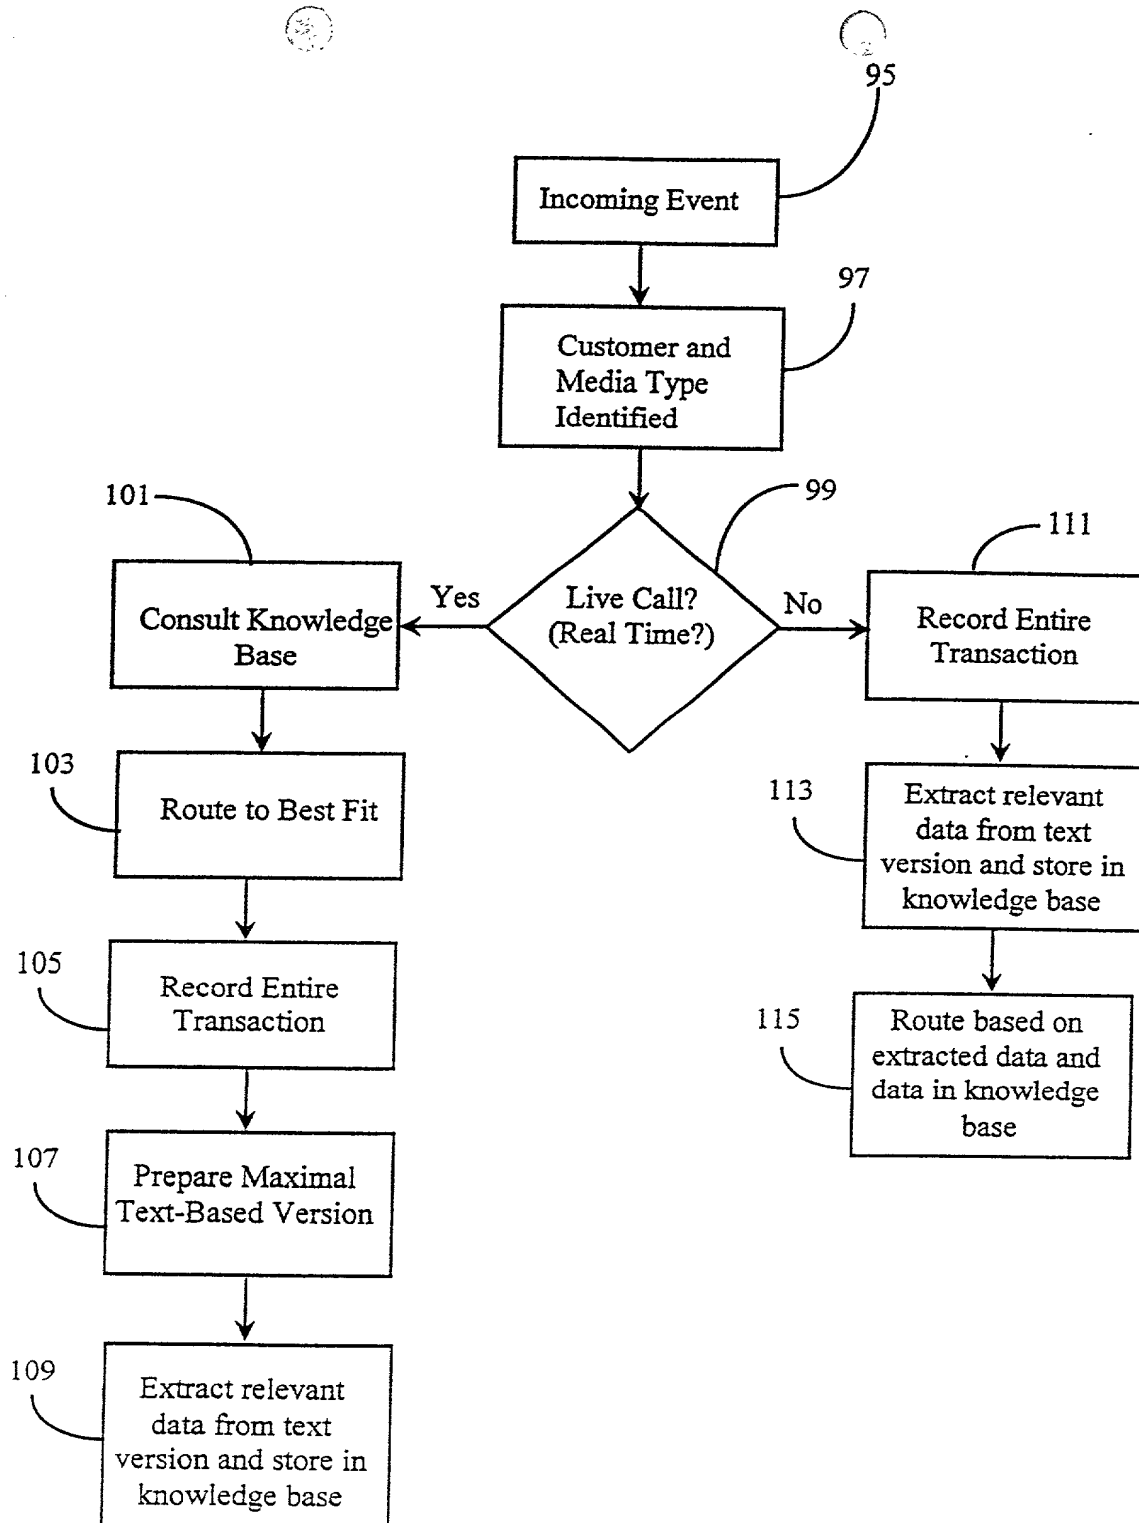 95
Incoming Event
97
Customer and
Media Type
Identified
99
Live Call?
(Real Time?)
Yes
No
101
Consult Knowledge
Base
103
Route to Best Fit
105
Record Entire
Transaction
107
Prepare Maximal
Text-Based Version
109
Extract relevant
data from text
version and store in
knowledge base
111
Record Entire
Transaction
113
Extract relevant
data from text
version and store in
knowledge base
115
Route based on
extracted data and
data in knowledge
base